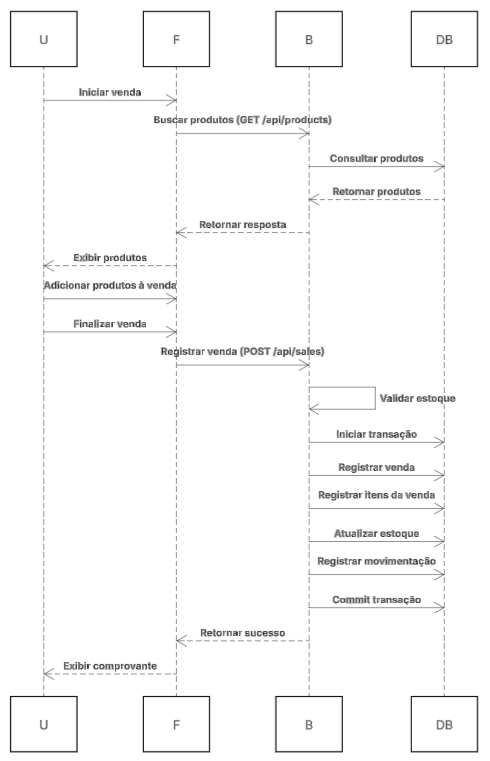 U F B DB
Iniciar venda
Buscar produtos (GET /api/products)
Consultar produtos
Retornar produtos
Retornar resposta
Exibir produtos
Adicionar produtos à venda
Finalizar venda
Registrar venda (POST /api/sales)
Validar estoque
Iniciar transação
Registrar venda
Registrar itens da venda
Atualizar estoque
Registrar movimentação
Commit transação
Retornar sucesso
Exibir comprovante
U F B DB